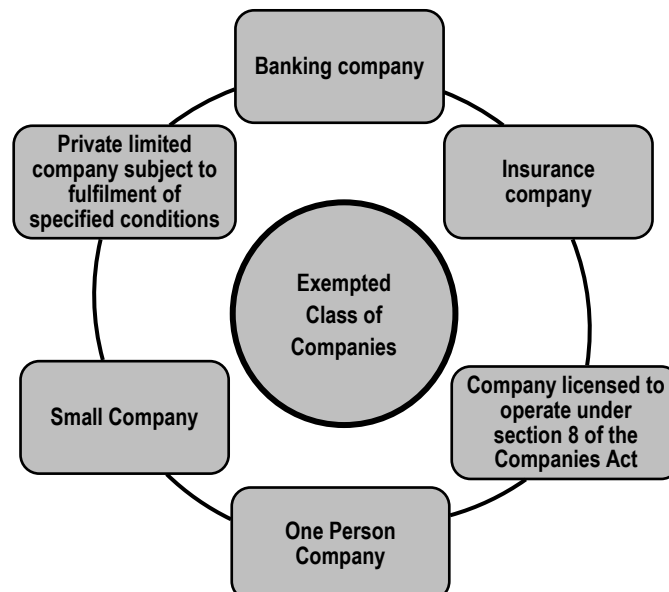 Banking company
Private limited
company subject to
fulfilment of
specified conditions
Insurance
company
Exempted
Class of
Companies
Small Company
Company licensed to
operate under
section 8 of the
Companies Act
One Person
Company